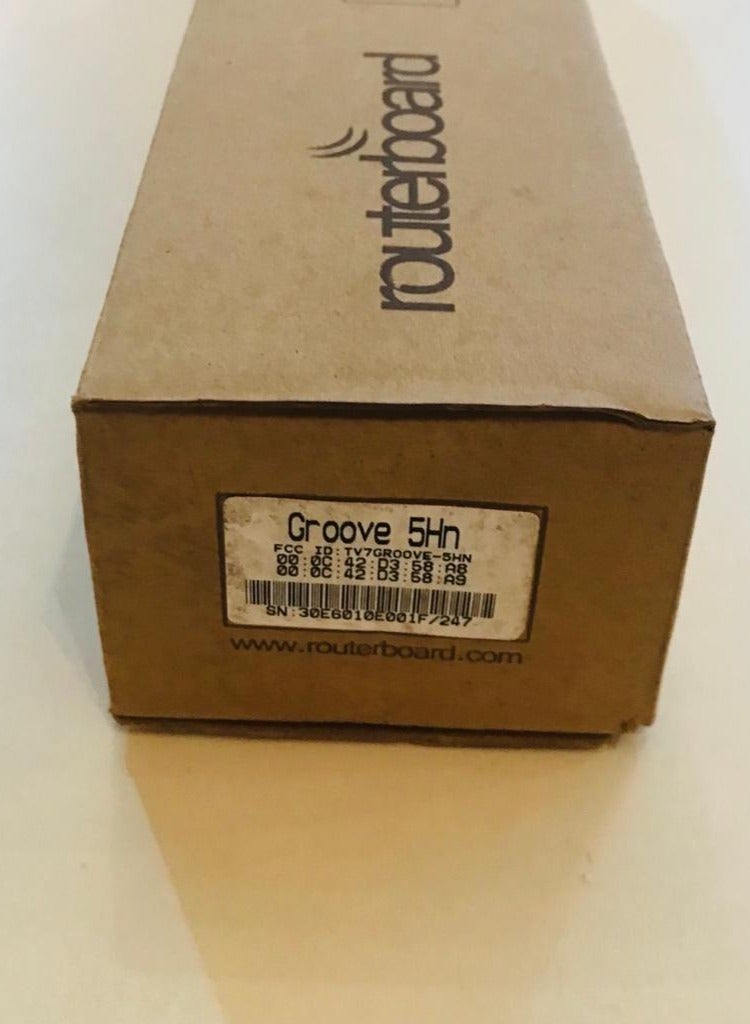 routerboard
Groove 5Hn
FCC ID:TV7GROOVE-5HN
00:0C:42:D3:58:A8
00:0C:42:D3:58:A9
SN:30E6010E001F/247
www.routerboard.com